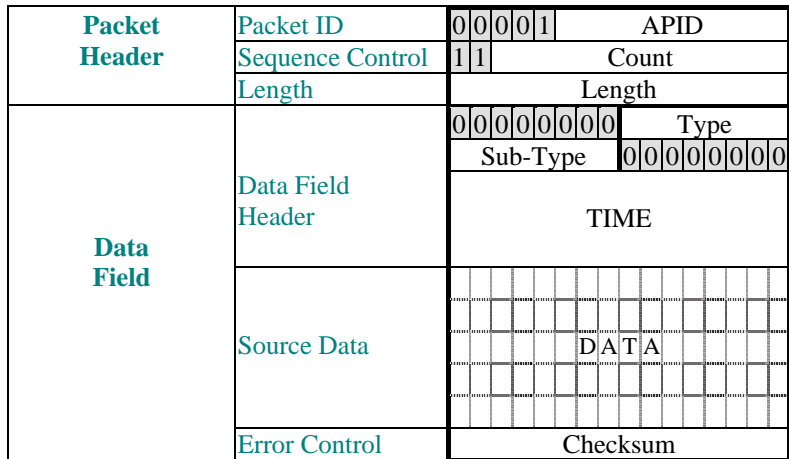 Packet Header
Packet ID
0 0 0 0 1 APID
Sequence Control
1 1 Count
Length
Length
Data Field
Data Field Header
0 0 0 0 0 0 0 0 Type
Sub-Type 0 0 0 0 0 0 0 0
TIME
Source Data
D A T A
Error Control
Checksum